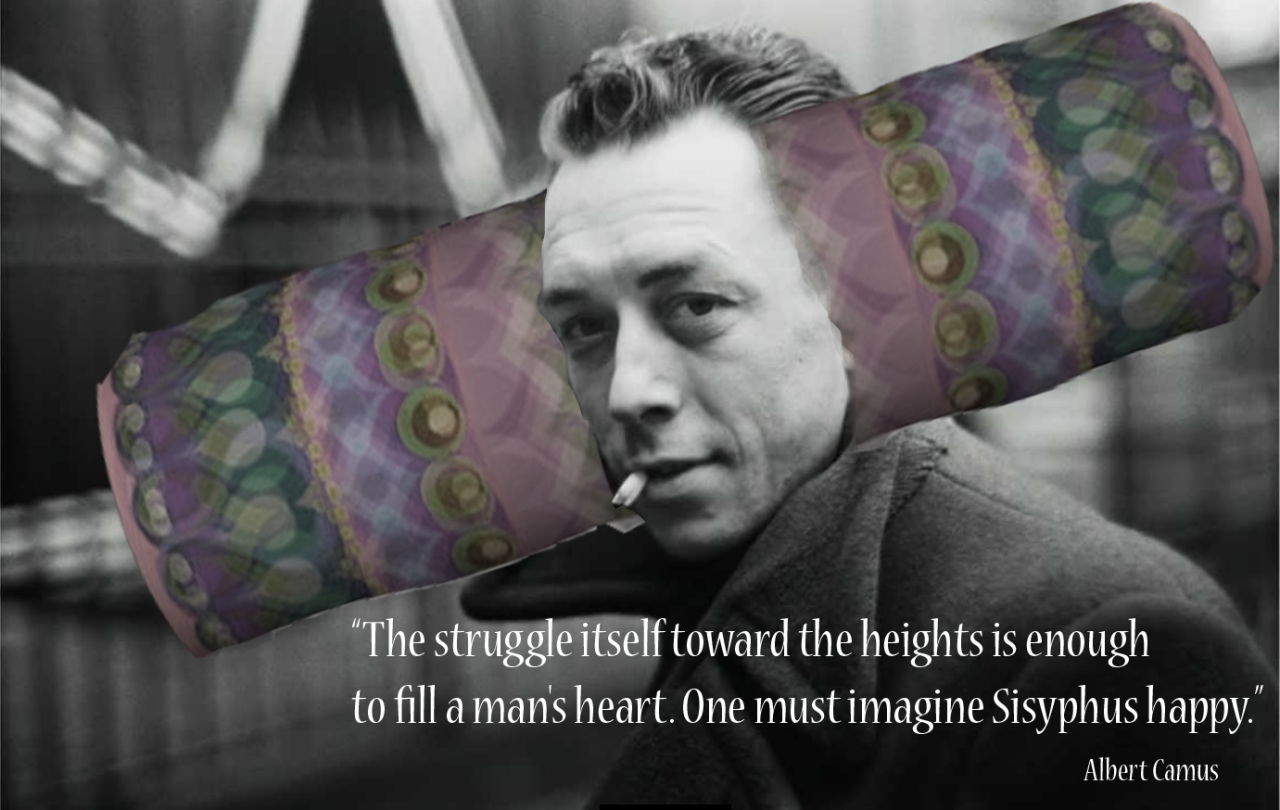 “The struggle itself toward the heights is enough
to fill a man's heart. One must imagine Sisyphus happy.”
Albert Camus